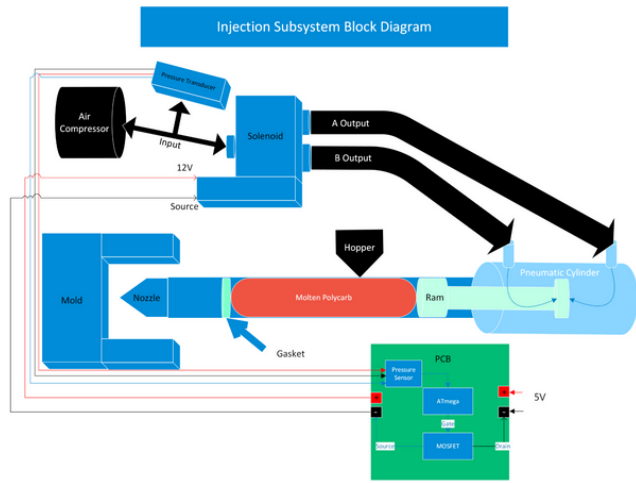 Injection Subsystem Block Diagram
Pressure Transducer
Air
Compressor
Input
Solenoid
A Output
B Output
12V
Source
Hopper
Pneumatic Cylinder
Mold
Nozzle
Molten Polycarb
Ram
Gasket
PCB
Pressure
Sensor
+
+
5V
ATmega
-
-
Gate
Source
MOSFET
Drain